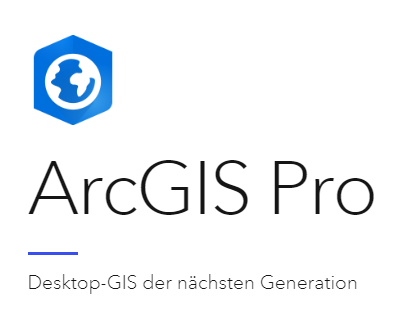 ArcGIS Pro
Desktop-GIS der nächsten Generation